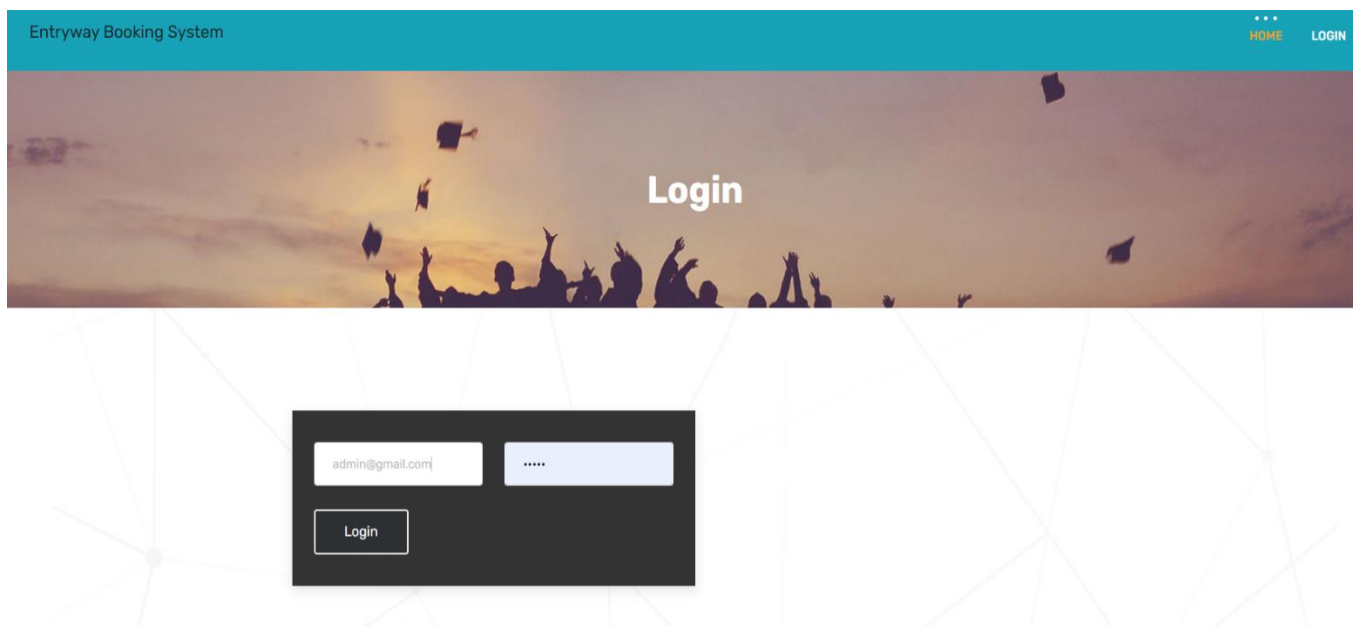 Entryway Booking System
HOME LOGIN
Login
admin@gmail.com •••••
Login